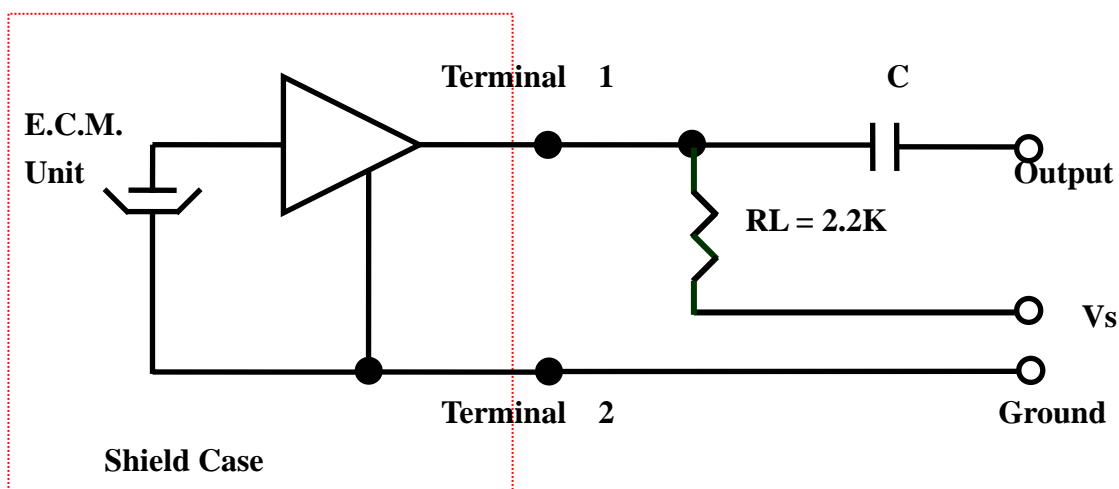 Terminal 1
C
E.C.M.
Unit
Output
RL = 2.2K
Vs
Terminal 2
Ground
Shield Case